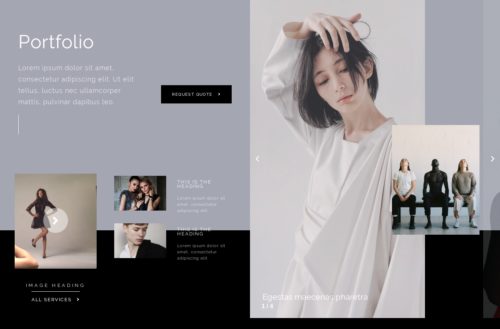 Portfolio
Lorem ipsum dolor sit amet,
consectetur adipiscing elit. Ut elit
tellus, luctus nec ullamcorper
mattis, pulvinar dapibus leo.
REQUEST QUOTE >
THIS IS THE
HEADING
Lorem ipsum dolor sit
amet, consectetur
adipiscing elit.
THIS IS THE
HEADING
Lorem ipsum dolor sit
amet, consectetur
adipiscing elit.
IMAGE HEADING
ALL SERVICES >
Egestas maecenas pharetra
2 / 4